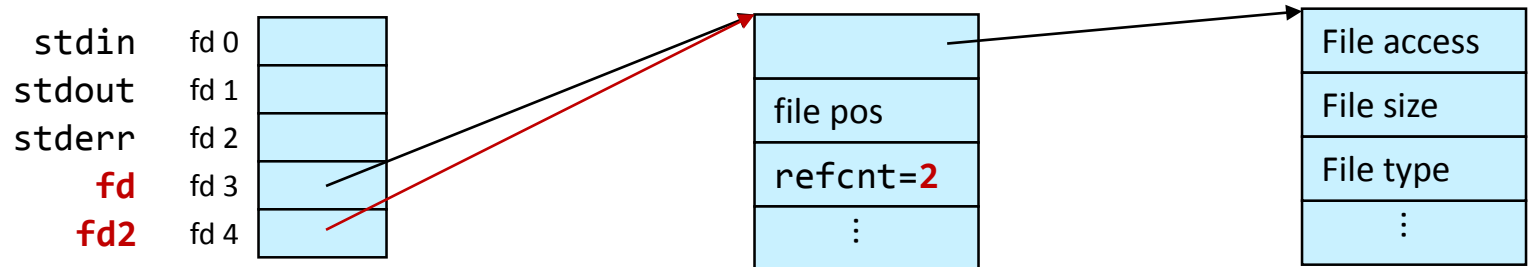 stdin fd 0
stdout fd 1
stderr fd 2
fd fd 3
fd2 fd 4
file pos
refcnt=2
⋮
File access
File size
File type
⋮